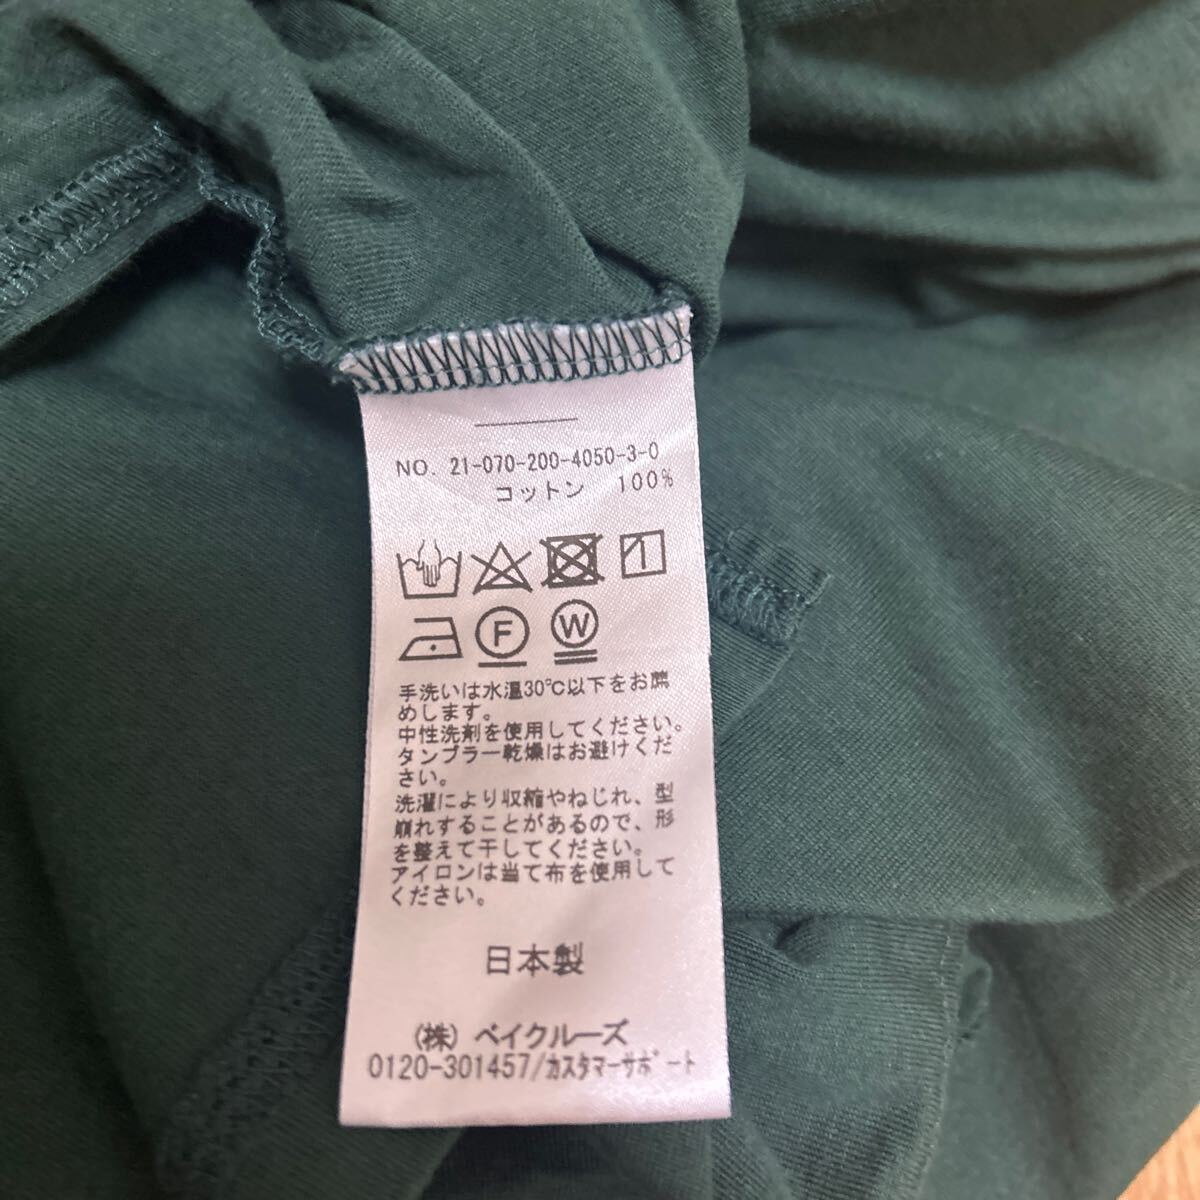 NO. 21-070-200-4050-3-0
コットン 100%
F
W
手洗いは水温30℃以下をお薦
めします。
中性洗剤を使用してください。
タンブラー乾燥はお避けくだ
さい。
洗濯により収縮やねじれ、型
崩れすることがあるので、形
を整えて干してください。
アイロンは当て布を使用して
ください。
日本製
(株) ベイクルーズ
0120-301457/カスタマーサポート